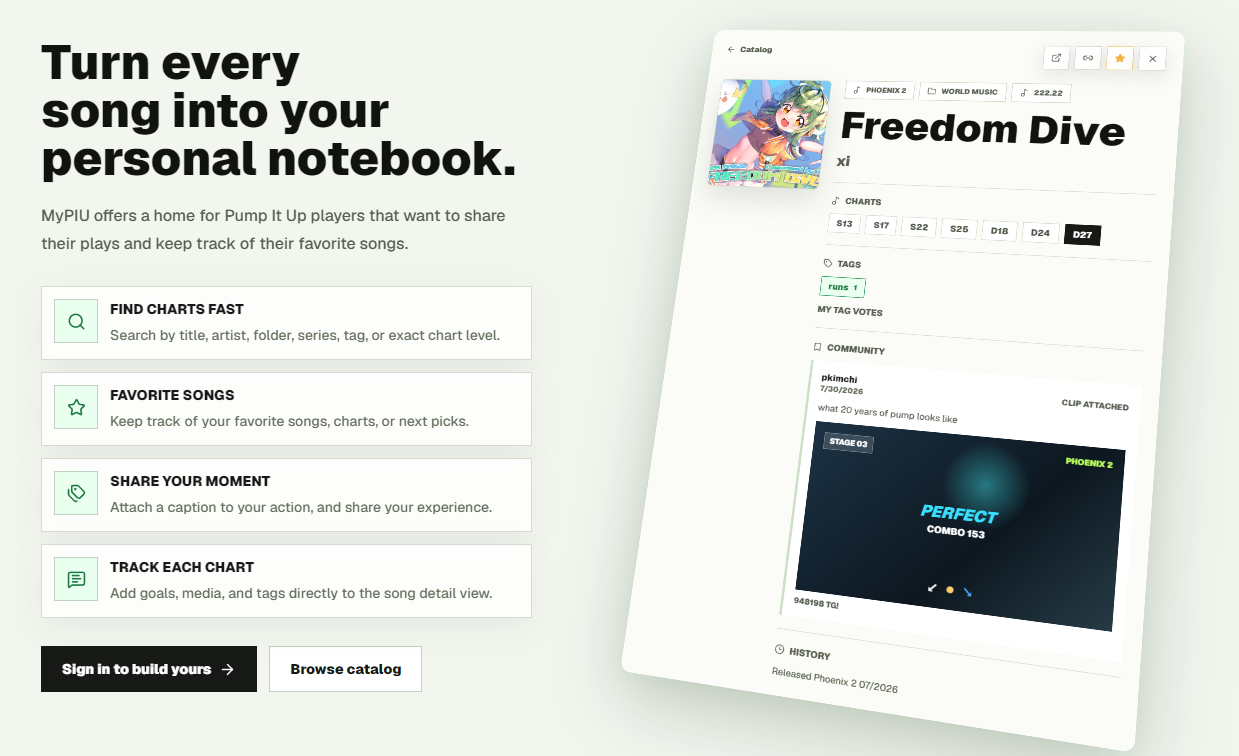 Turn every
song into your
personal notebook.
MyPIU offers a home for Pump It Up players that want to share
their plays and keep track of their favorite songs.
FIND CHARTS FAST
Search by title, artist, folder, series, tag, or exact chart level.
FAVORITE SONGS
Keep track of your favorite songs, charts, or next picks.
SHARE YOUR MOMENT
Attach a caption to your action, and share your experience.
TRACK EACH CHART
Add goals, media, and tags directly to the song detail view.
Sign in to build yours
Browse catalog
Catalog
PHOENIX 2
WORLD MUSIC
222.22
Freedom Dive
xi
CHARTS
S13 S17 S22 S25 D18 D24 D27
TAGS
runs 1
MY TAG VOTES
COMMUNITY
pkimchi
7/30/2026
CLIP ATTACHED
what 20 years of pump looks like
STAGE 03
PHOENIX 2
PERFECT
COMBO 153
948198 TG!
HISTORY
Released Phoenix 2 07/2026